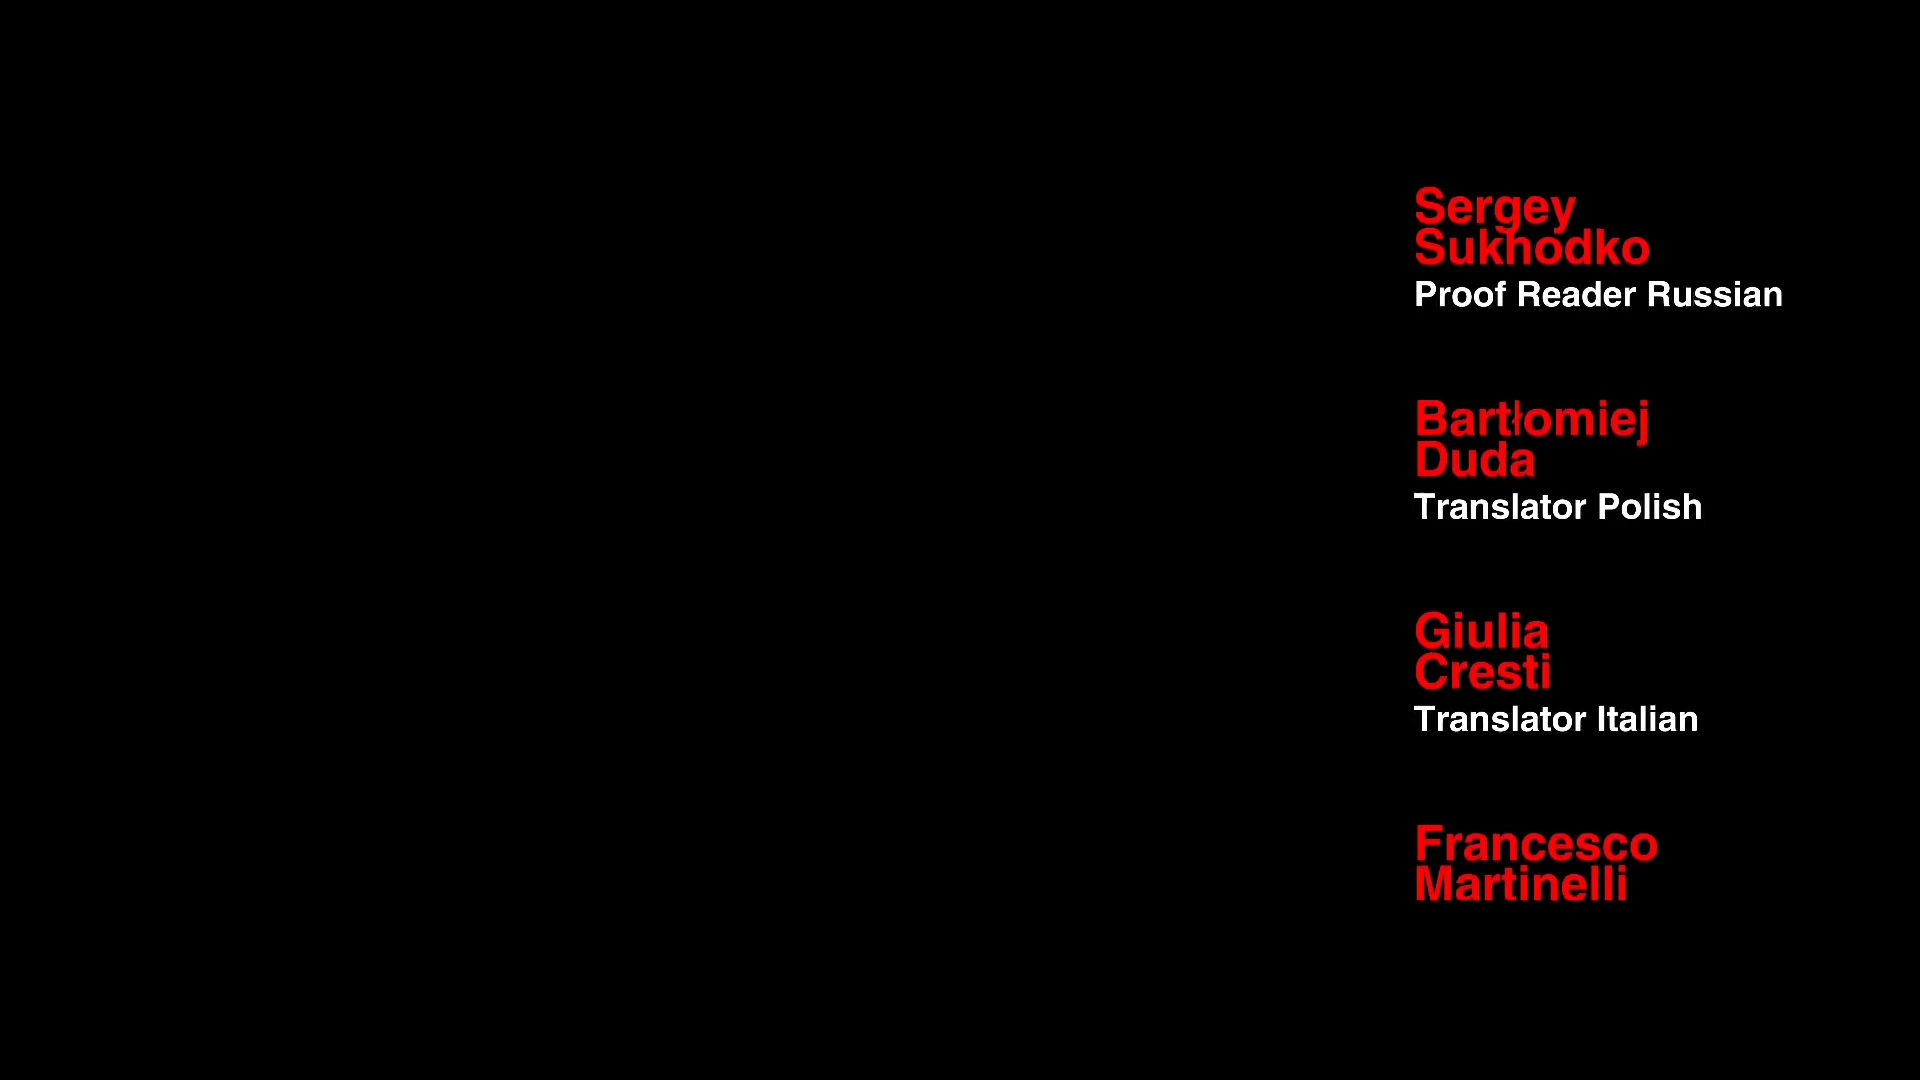 Sergey
Sukhodko
Proof Reader Russian
Bartłomiej
Duda
Translator Polish
Giulia
Cresti
Translator Italian
Francesco
Martinelli